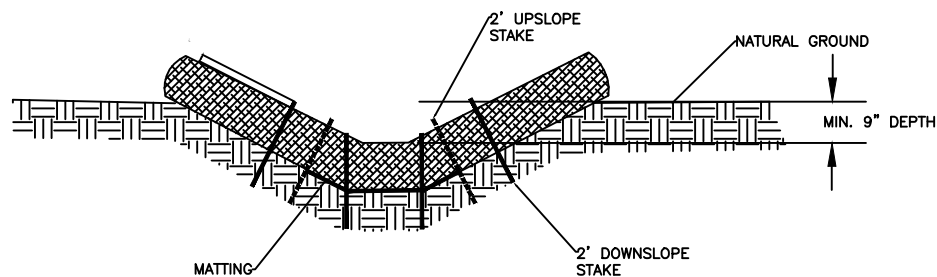 2' UPSLOPE
STAKE
NATURAL GROUND
MIN. 9" DEPTH
2' DOWNSLOPE
STAKE
MATTING